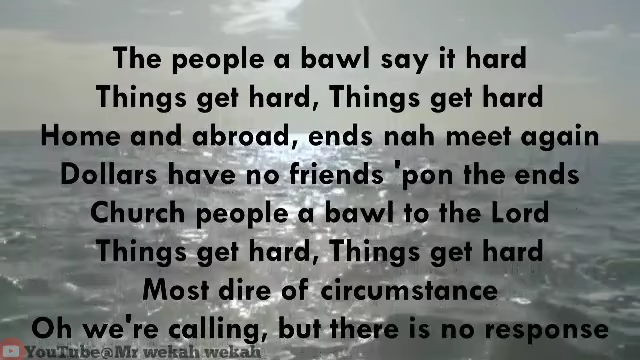 The people a bawl say it hard
Things get hard, Things get hard
Home and abroad, ends nah meet again
Dollars have no friends 'pon the ends
Church people a bawl to the Lord
Things get hard, Things get hard
Most dire of circumstance
Oh we're calling, but there is no response
YouTube@Mr wekah wekah